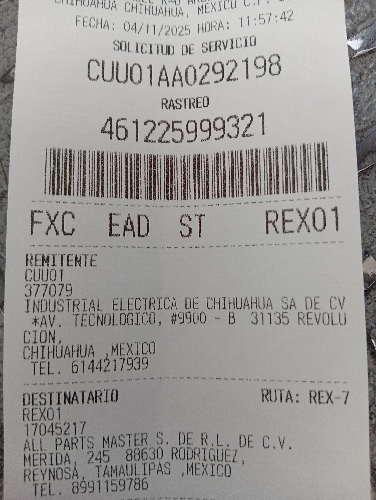 CHIHUAHUA CHIHUAHUA, MEXICO C.P.
FECHA: 04/11/2025 HORA: 11:57:42
SOLICITUD DE SERVICIO
CUU01AA0292198
RASTREO
461225999321
FXC EAD ST REX01
REMITENTE
CUU01
377079
INDUSTRIAL ELECTRICA DE CHIHUAHUA SA DE CV
*AV. TECNOLOGICO, #9900 - B 31135 REVOLU
CION,
CHIHUAHUA ,MEXICO
TEL. 6144217939
DESTINATARIO RUTA: REX-7
REX01
17045217
ALL PARTS MASTER S. DE R.L. DE C.V.
MERIDA, 245 88630 RODRIGUEZ,
REYNOSA, TAMAULIPAS ,MEXICO
TEL. 8991159786